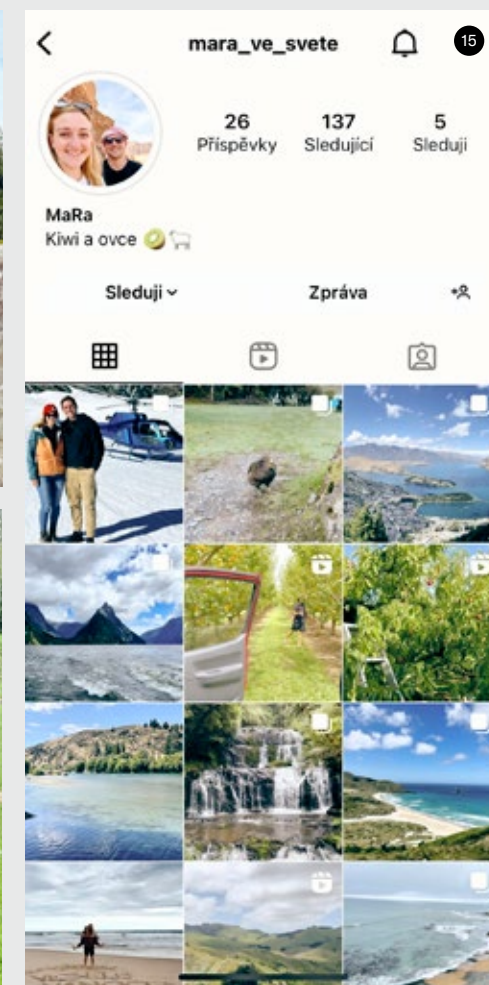 mara_ve_svete
15
26 137 5
Příspěvky Sledující Sleduji
MaRa
Kiwi a ovce
Sleduji Zpráva